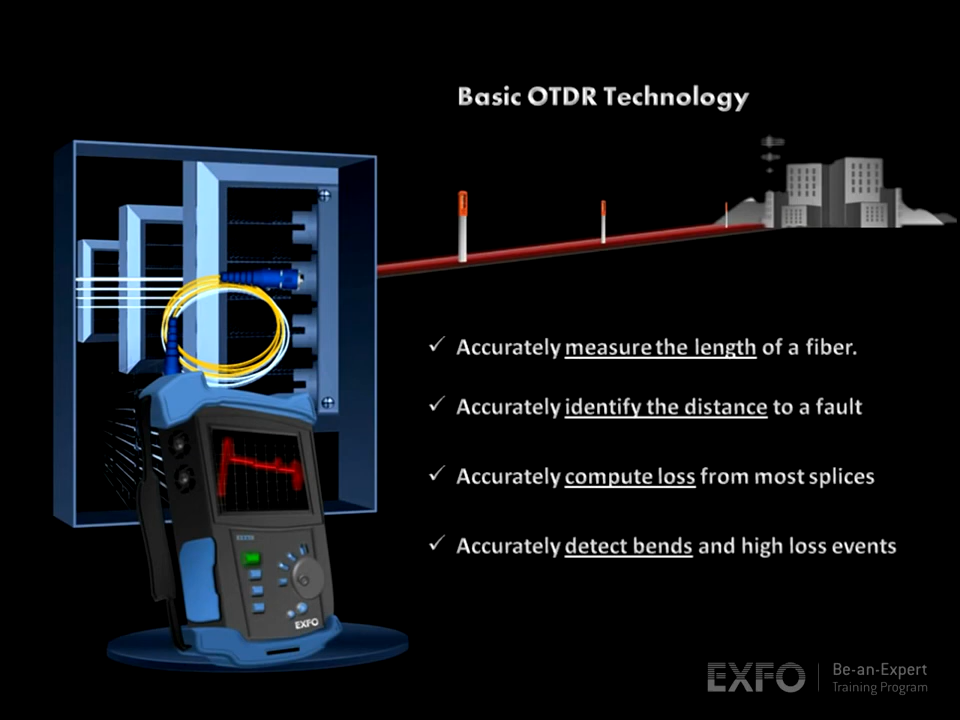 Basic OTDR Technology
✓ Accurately measure the length of a fiber.
✓ Accurately identify the distance to a fault
✓ Accurately compute loss from most splices
✓ Accurately detect bends and high loss events
EXFO
EXFO
Be-an-Expert
Training Program